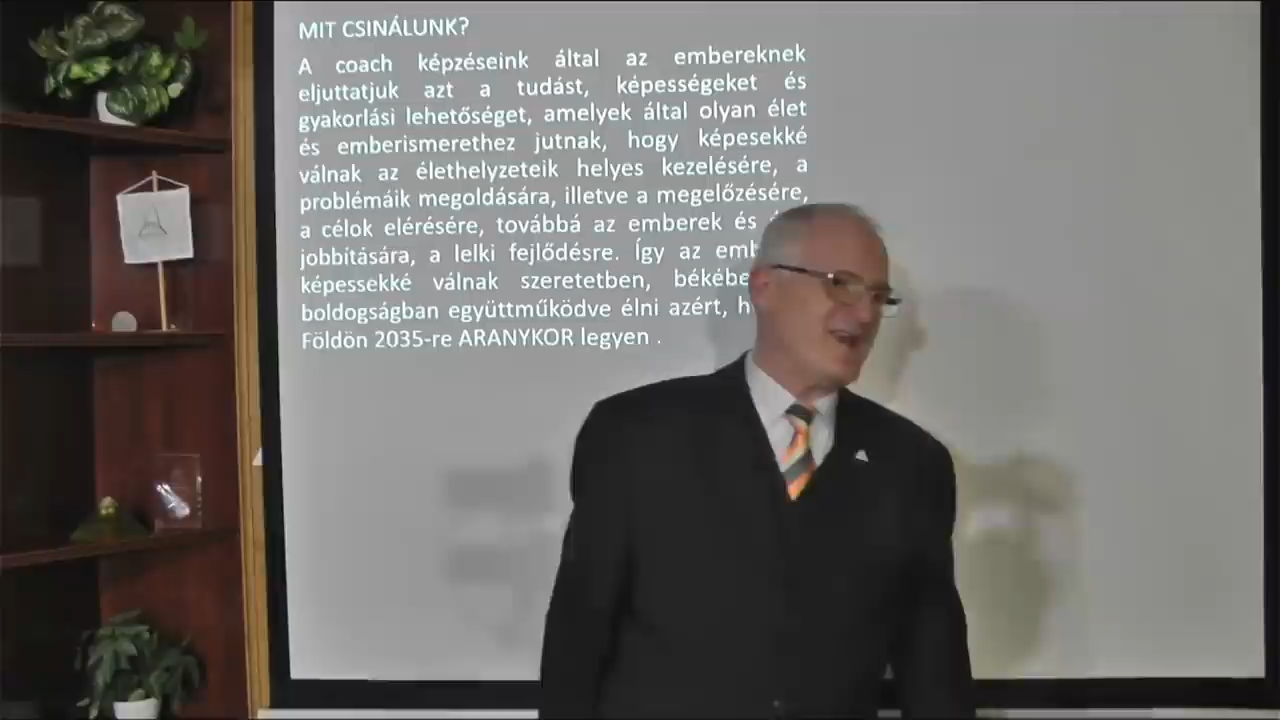 MIT CSINÁLUNK?
A coach képzéseink által az embereknek
eljuttatjuk azt a tudást, képességeket és
gyakorlási lehetőséget, amelyek által olyan élet
és emberismerethez jutnak, hogy képesekké
válnak az élethelyzeteik helyes kezelésére, a
problémáik megoldására, illetve a megelőzésére,
a célok elérésére, továbbá az emberek és
jobbítására, a lelki fejlődésre. Így az
képessekké válnak szeretetben,
boldogságban együttműködve élni azért,
Földön 2035-re ARANYKOR legyen .